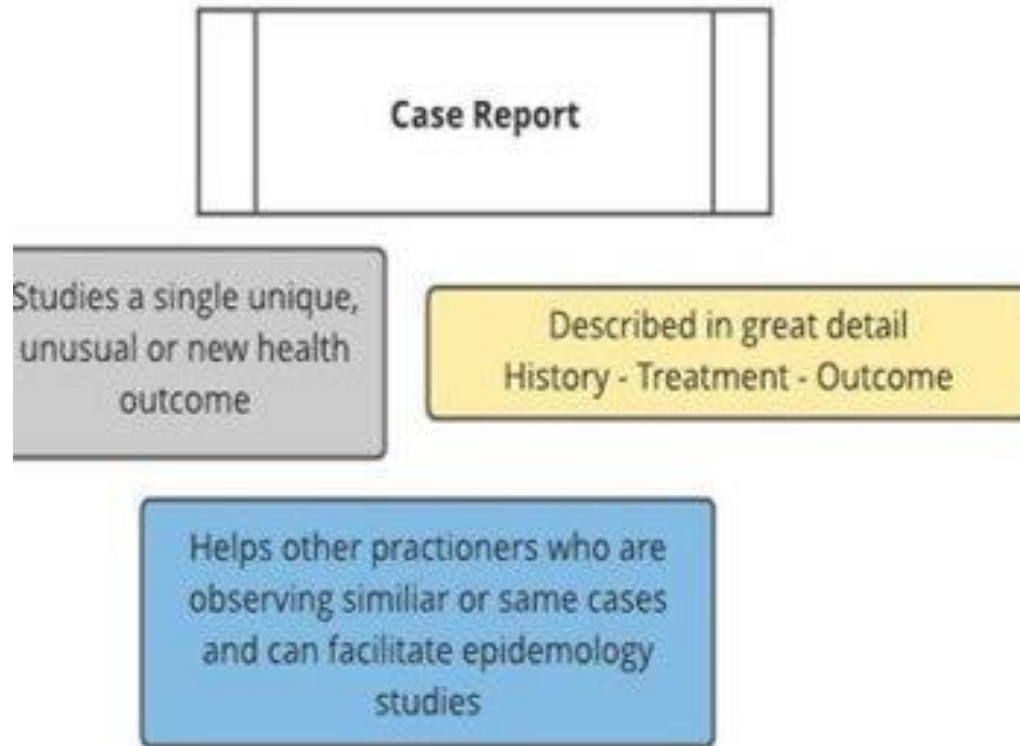 Case Report
Studies a single unique,
unusual or new health
outcome
Described in great detail
History - Treatment - Outcome
Helps other practioners who are
observing similiar or same cases
and can facilitate epidemology
studies